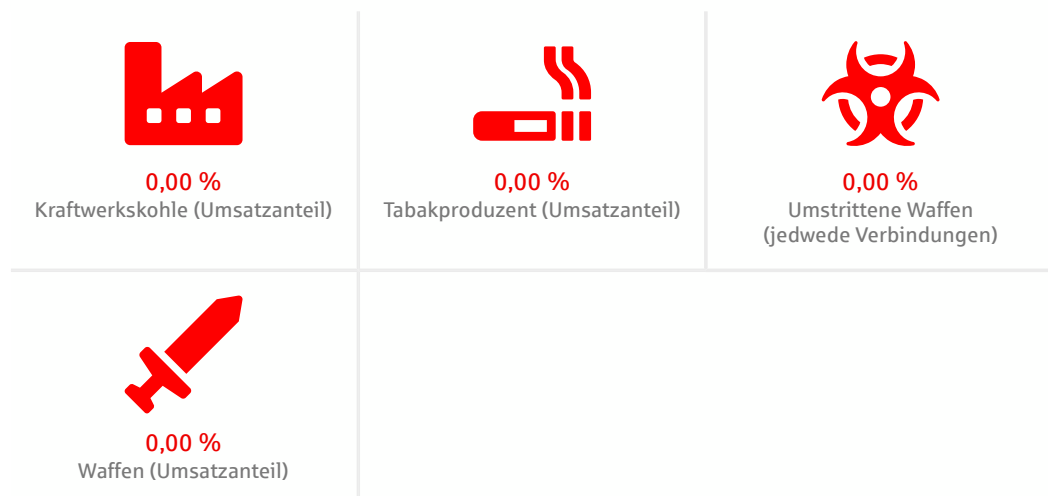 0,00 %
Kraftwerkskohle (Umsatzanteil)
0,00 %
Tabakproduzent (Umsatzanteil)
0,00 %
Umstrittene Waffen
(jedwede Verbindungen)
0,00 %
Waffen (Umsatzanteil)